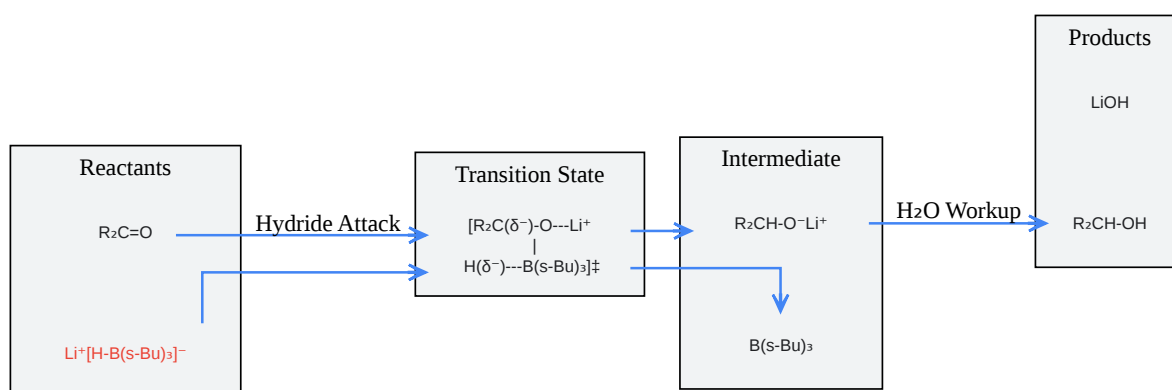 Reactants
R₂C=O
Li⁺[H-B(s-Bu)₃]⁻
Hydride Attack
Transition State
[R₂C(δ⁻)-O---Li⁺
|
H(δ⁻)---B(s-Bu)₃]‡
Intermediate
R₂CH-O⁻Li⁺
B(s-Bu)₃
H₂O Workup
Products
LiOH
R₂CH-OH